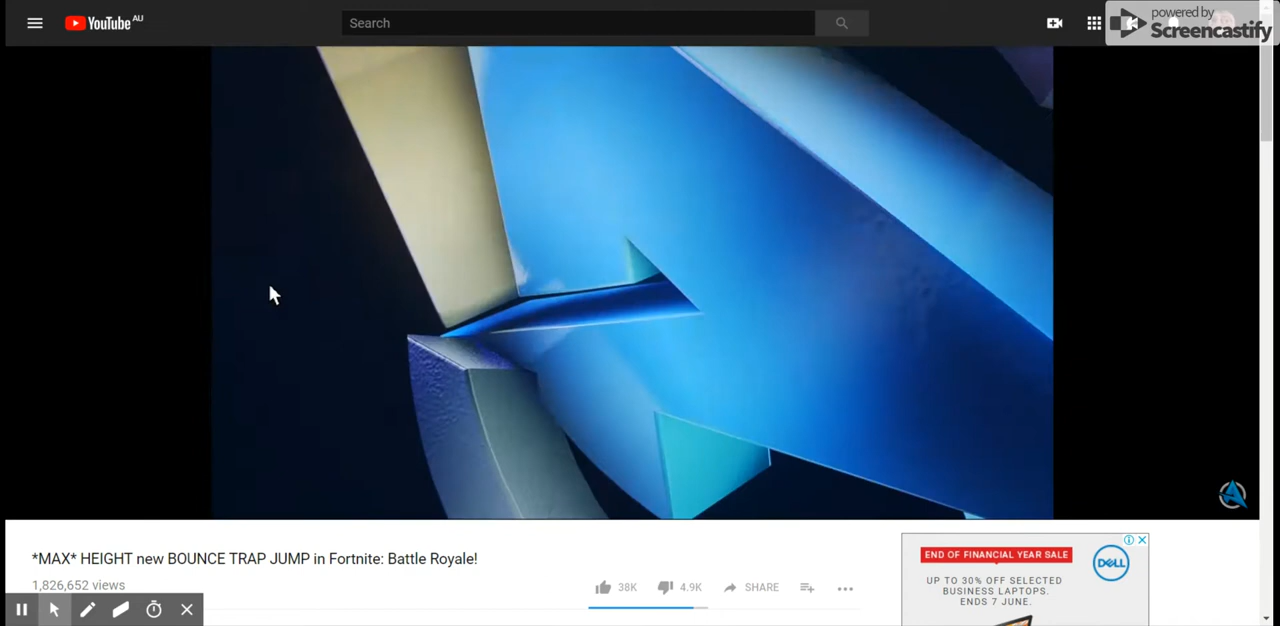 YouTube AU
Search
powered by
Screencastify
*MAX* HEIGHT new BOUNCE TRAP JUMP in Fortnite: Battle Royale!
1,826,652 views
38K
4.9K
SHARE
END OF FINANCIAL YEAR SALE
DELL
UP TO 30% OFF SELECTED
BUSINESS LAPTOPS.
ENDS 7 JUNE.